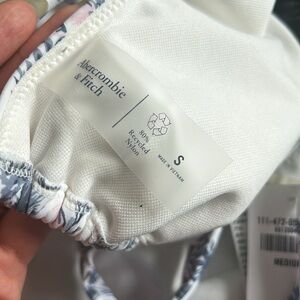 Abercrombie
& Fitch
80%
Recycled
Nylon
S
MADE IN VIETNAM
MEDIUM